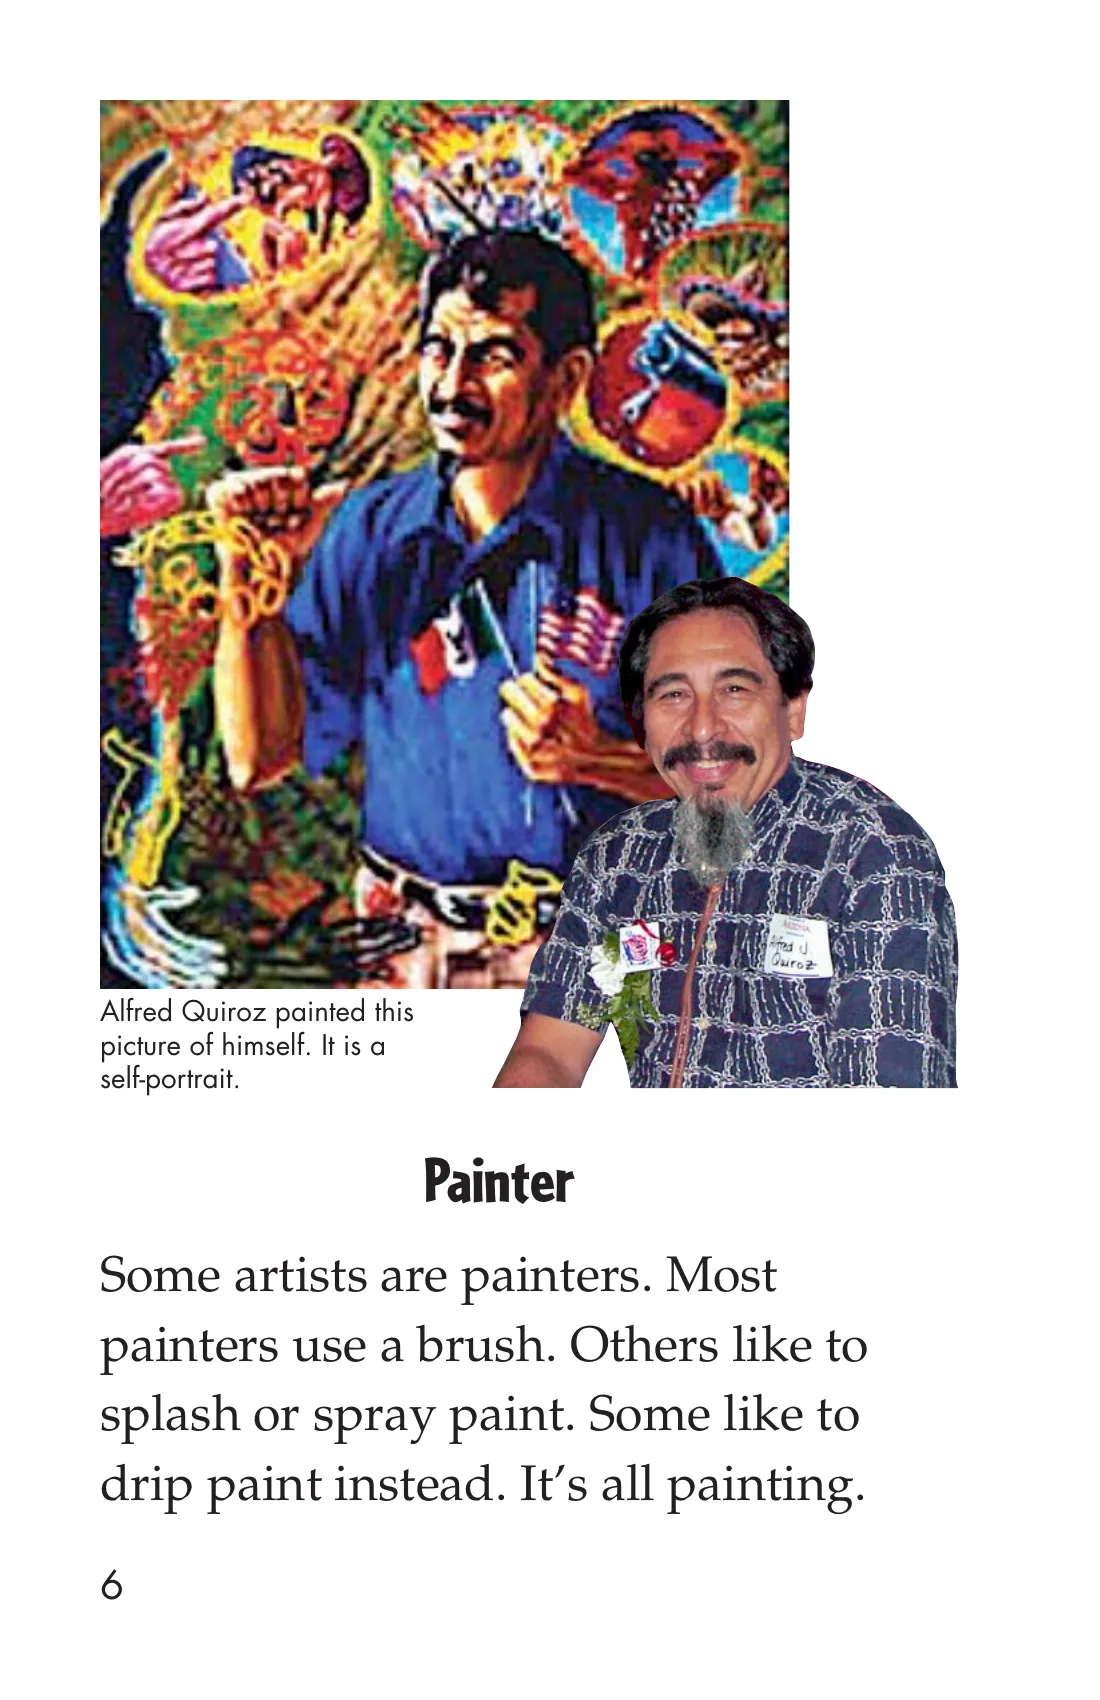 ARIZONA
Alfred J.
Quiroz
Alfred Quiroz painted this
picture of himself. It is a
self-portrait.
Painter
Some artists are painters. Most
painters use a brush. Others like to
splash or spray paint. Some like to
drip paint instead. It’s all painting.
6